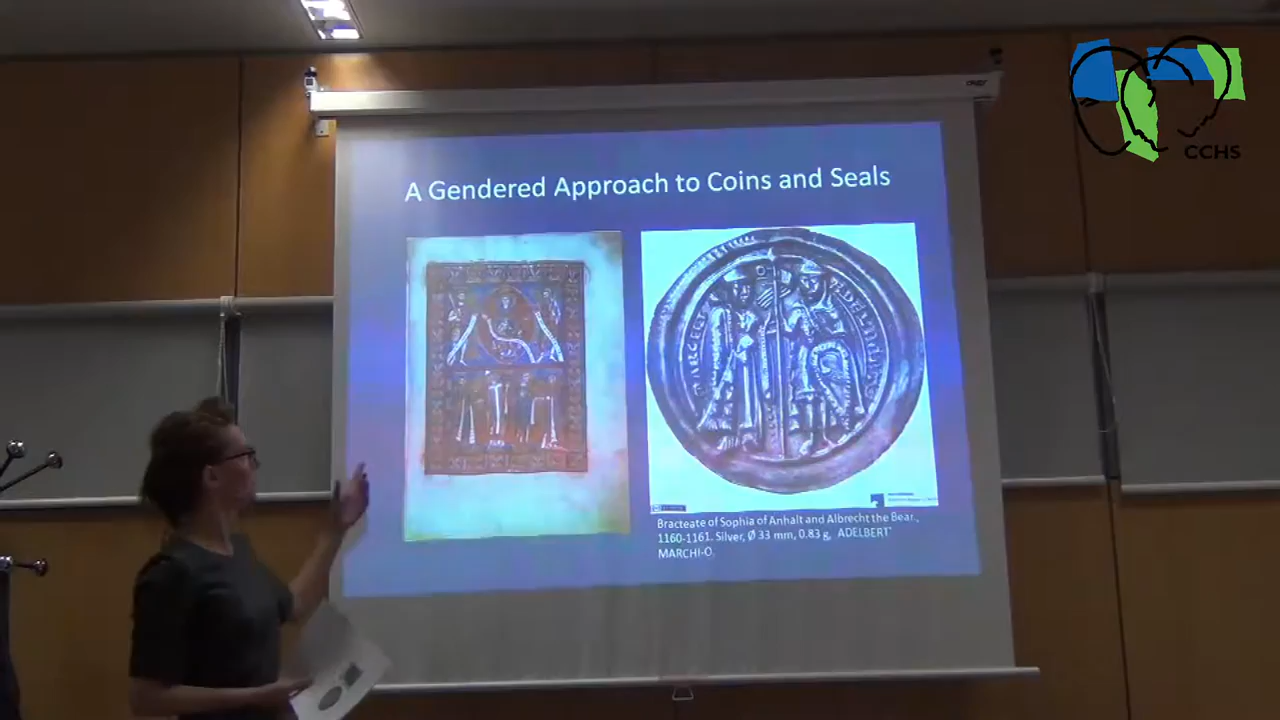 CCHS
A Gendered Approach to Coins and Seals
Bracteate of Sophia of Anhalt and Albrecht the Bear.,
1160-1161. Silver, Ø 33 mm, 0.83 g, ADELBERT'
MARCHI-O.